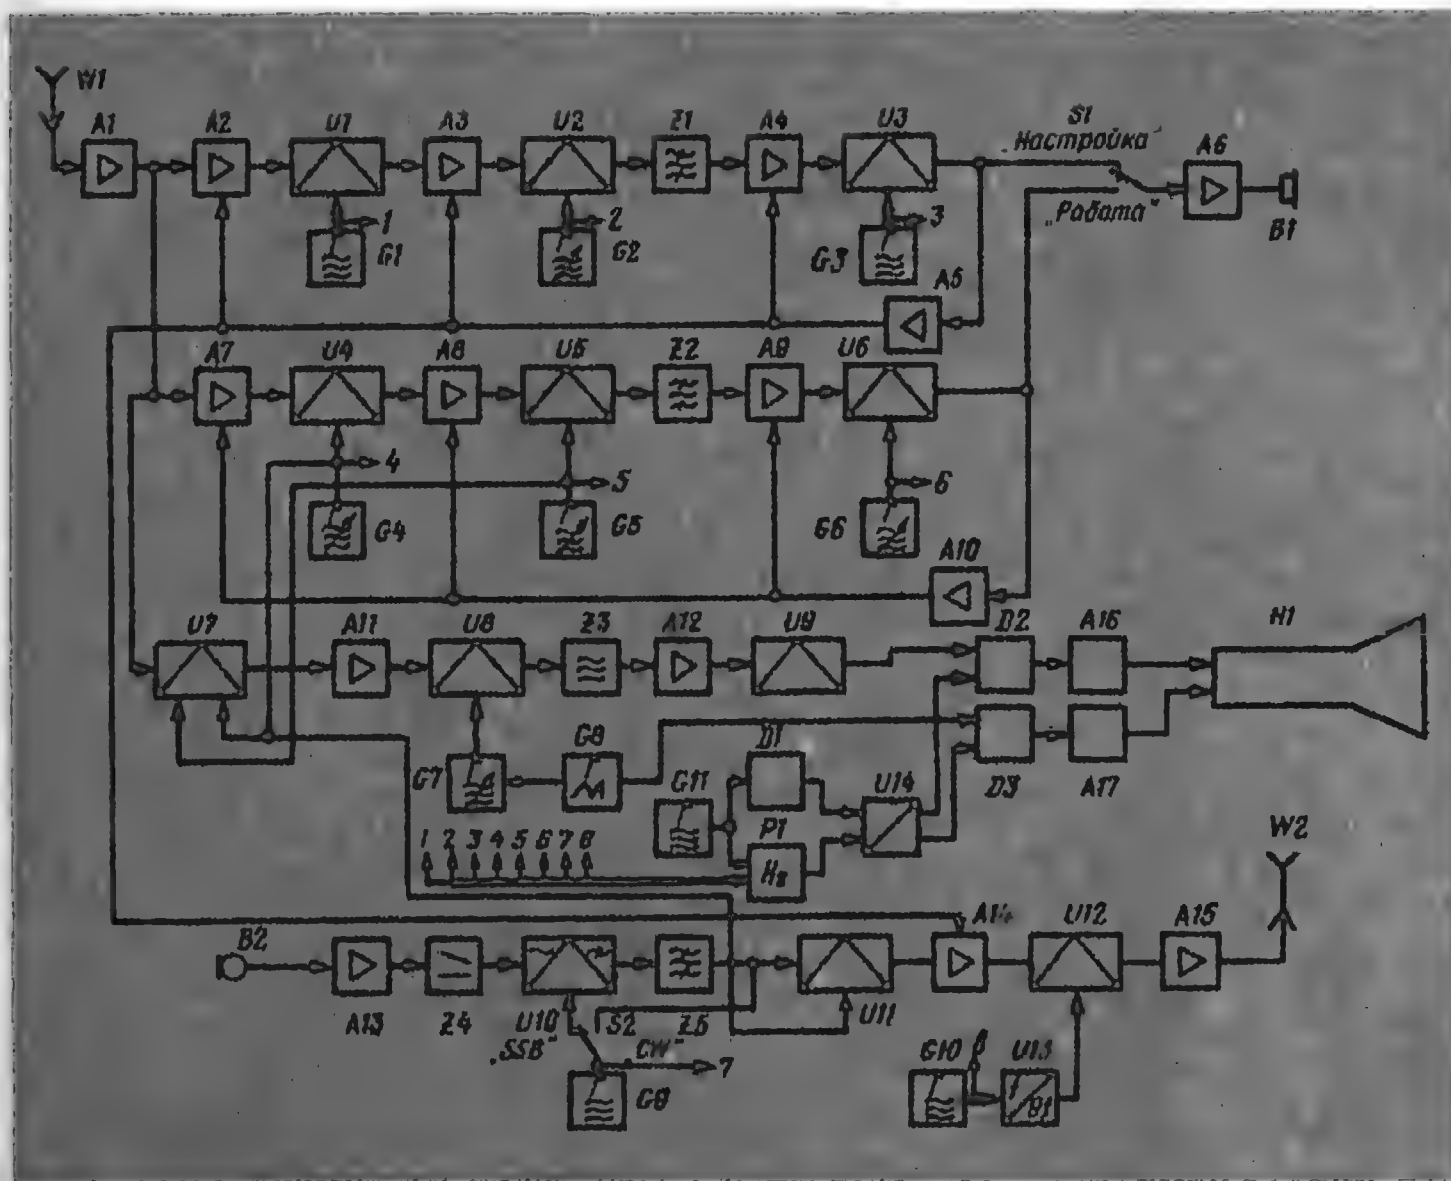 W1
A1 A2 U1 A3 U2 Z1 A4 U3
S1
„Настройка"
A6
„Работа"
B1
1 2 3
G1 G2 G3
A5
A7 U4 A8 U5 Z2 A9 U6
4 5 6
G4 G5 G6
A10
U7 A11 U8 Z3 A12 U9 D2 A16 H1
G7 G8 D1 D3 A17
G11 U14
P1
Hz
1 2 3 4 5 6 7 8
W2
B2 A14 U12 A15
A13 Z4 U10 S2 Z5 U11
„SSB" „CW" 7
G9
G10 8 U13
f